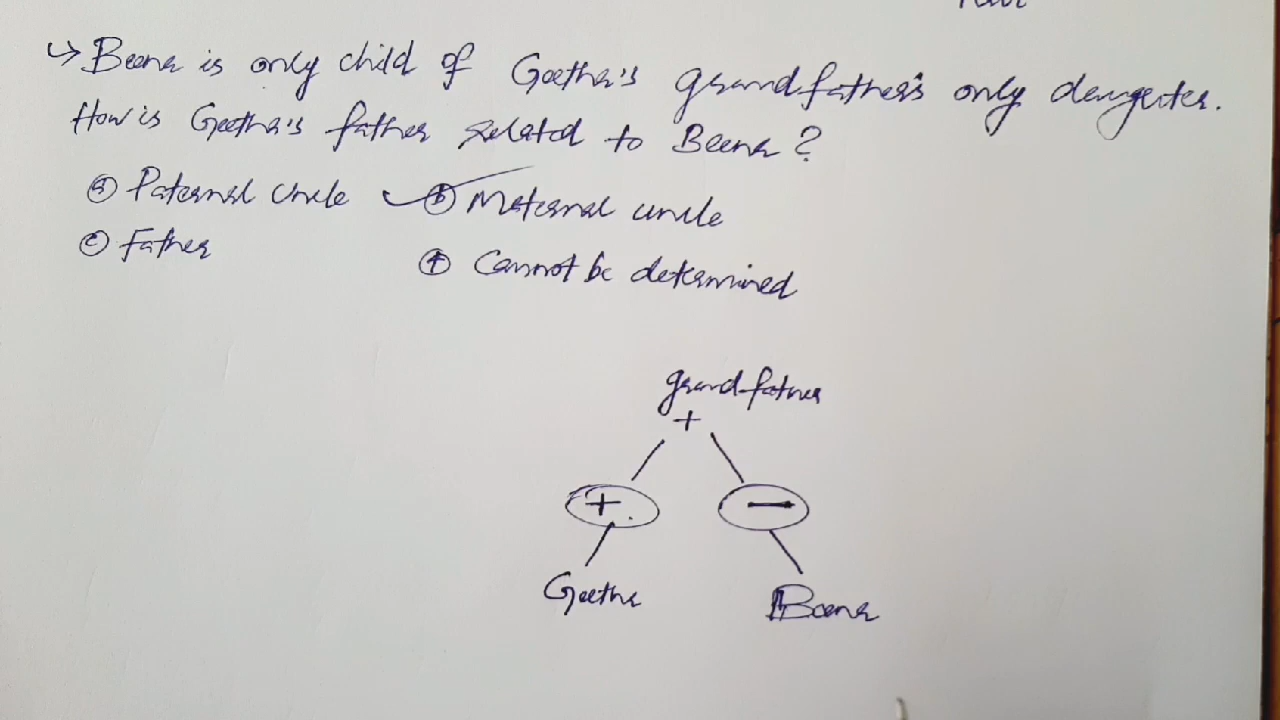 ↳ Beena is only child of Geetha's grandfather's only daugeter.
How is Geetha's father related to Beena?
ⓐ Paternal uncle ⓑ Maternal uncle
ⓒ Father
Cannot be determined
grandfather
+
+ −
Geetha Beena